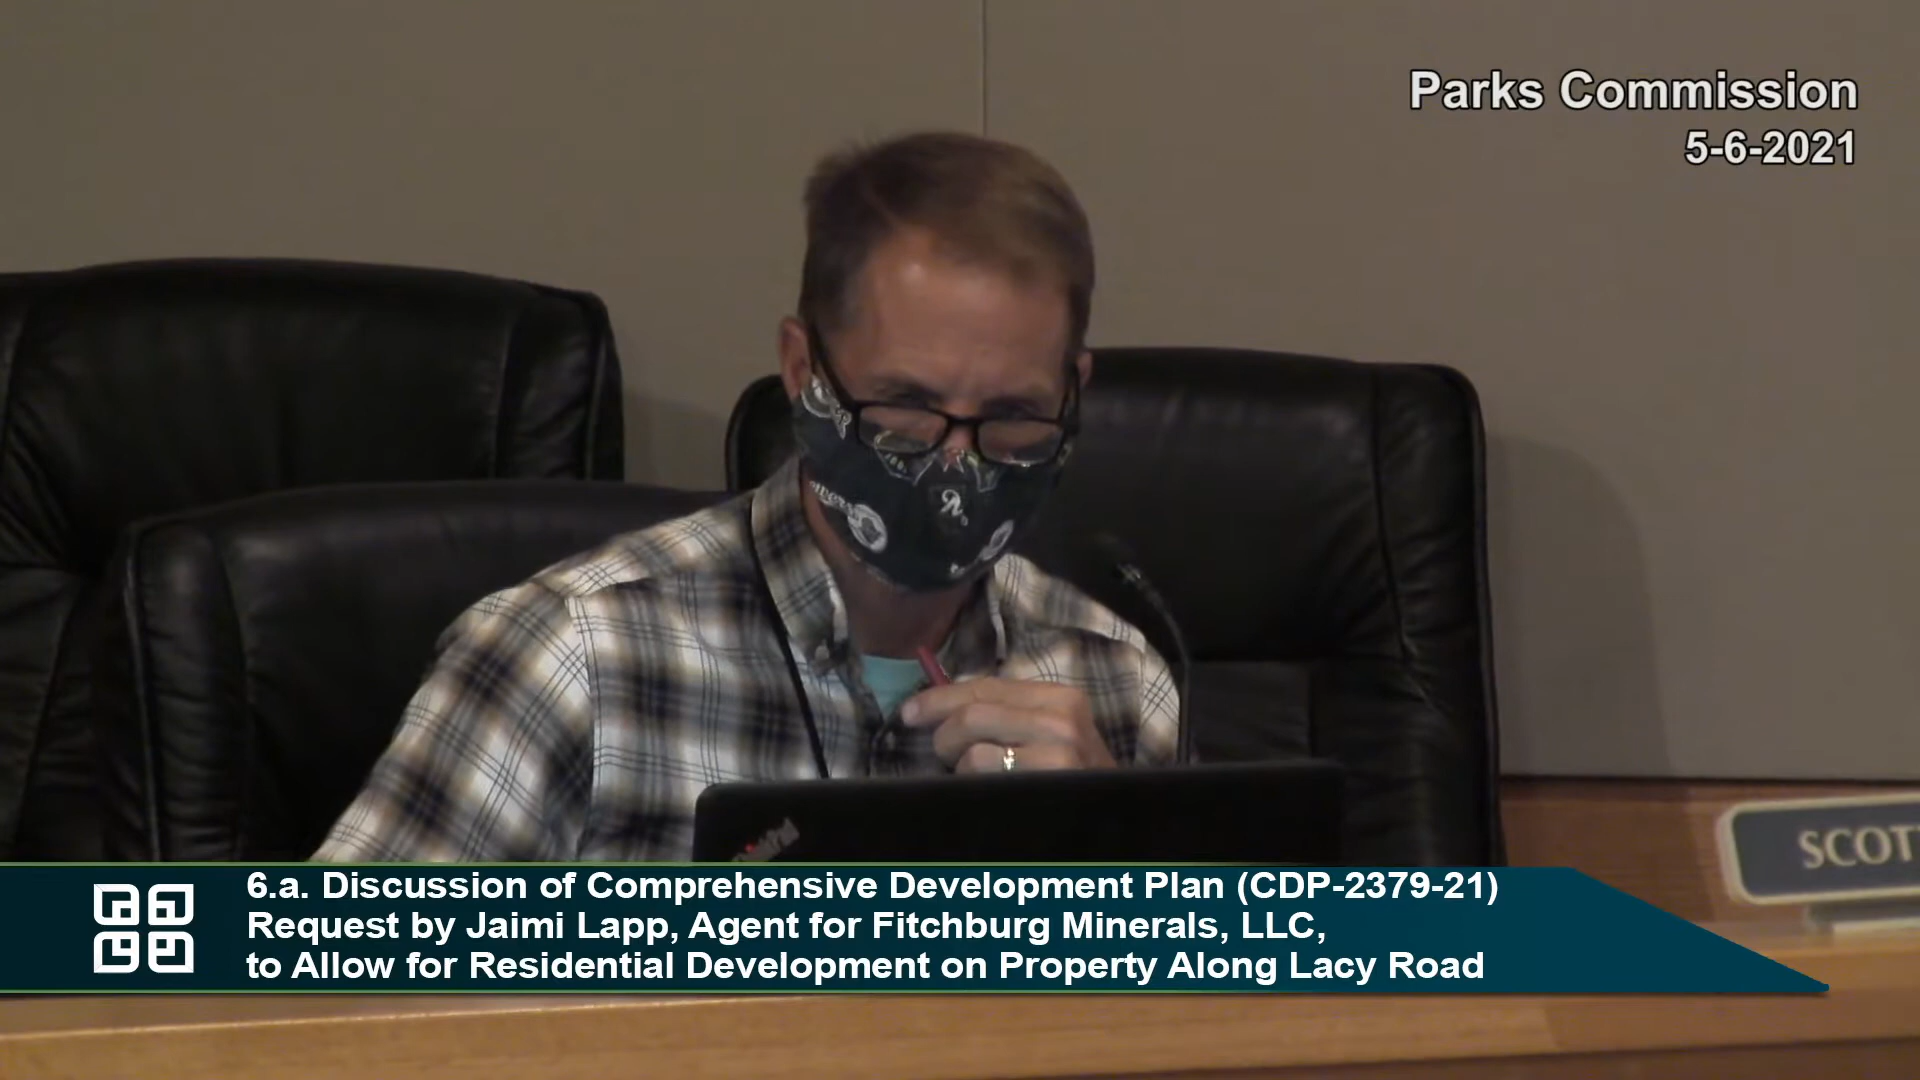 Parks Commission
5-6-2021
SCOT
6.a. Discussion of Comprehensive Development Plan (CDP-2379-21)
Request by Jaimi Lapp, Agent for Fitchburg Minerals, LLC,
to Allow for Residential Development on Property Along Lacy Road